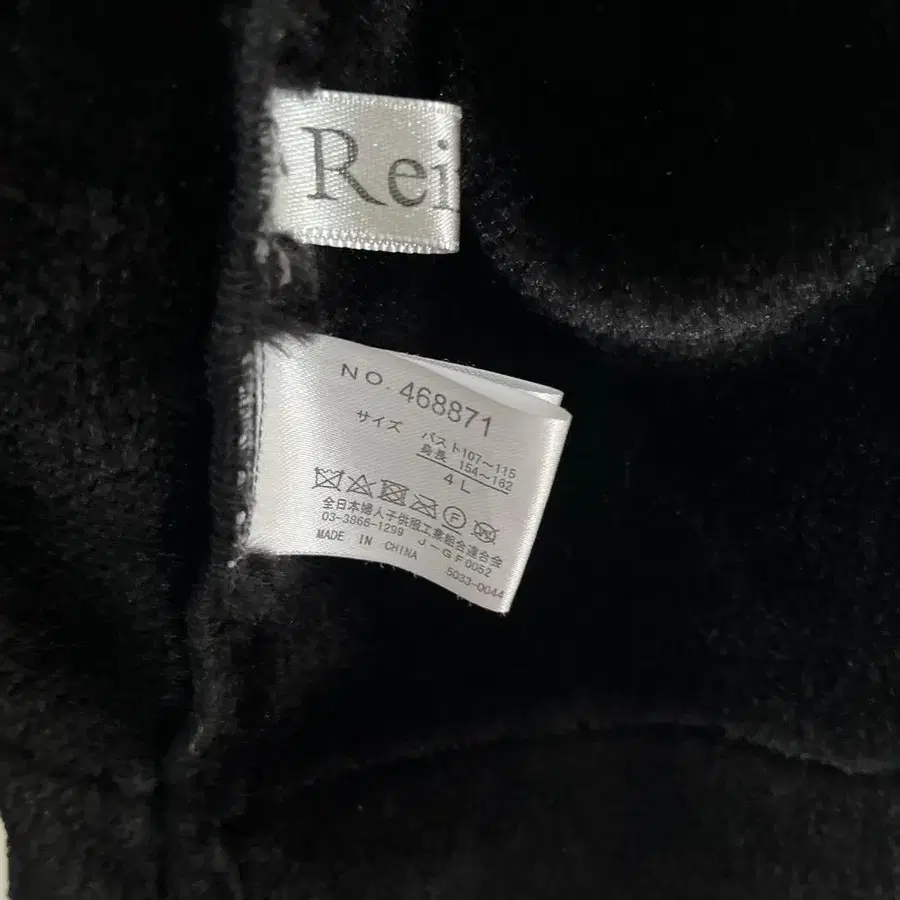 Rei
NO. 468871
サイズ
バスト107〜115
身長 154〜162
4L
F
全日本婦人子供服工業組合連合会
03-3866-1299 J-GF0052
MADE IN CHINA
5033-0044